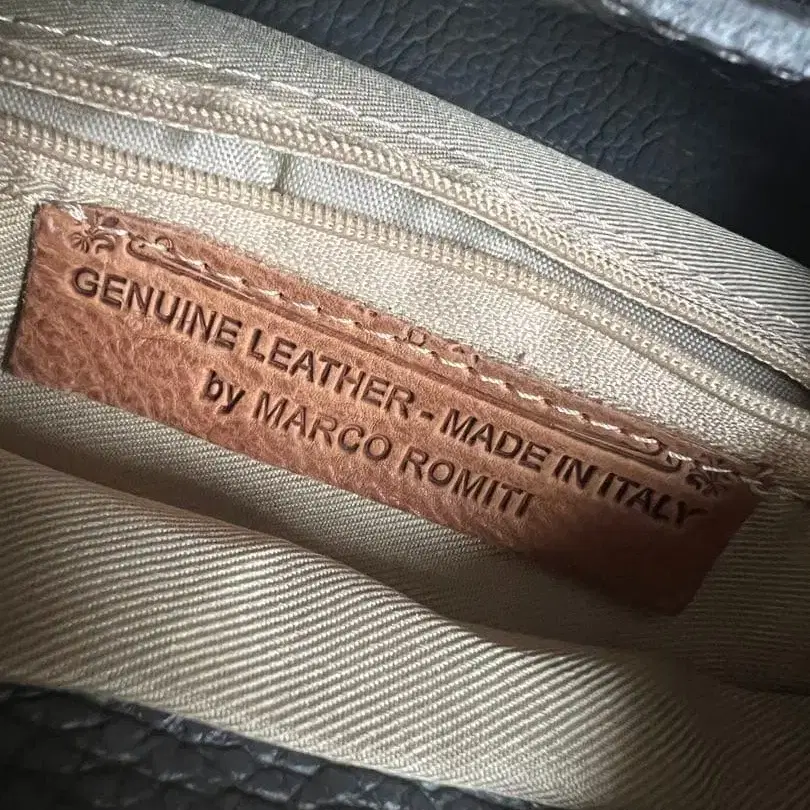 GENUINE LEATHER - MADE IN ITALY
by MARCO ROMITI